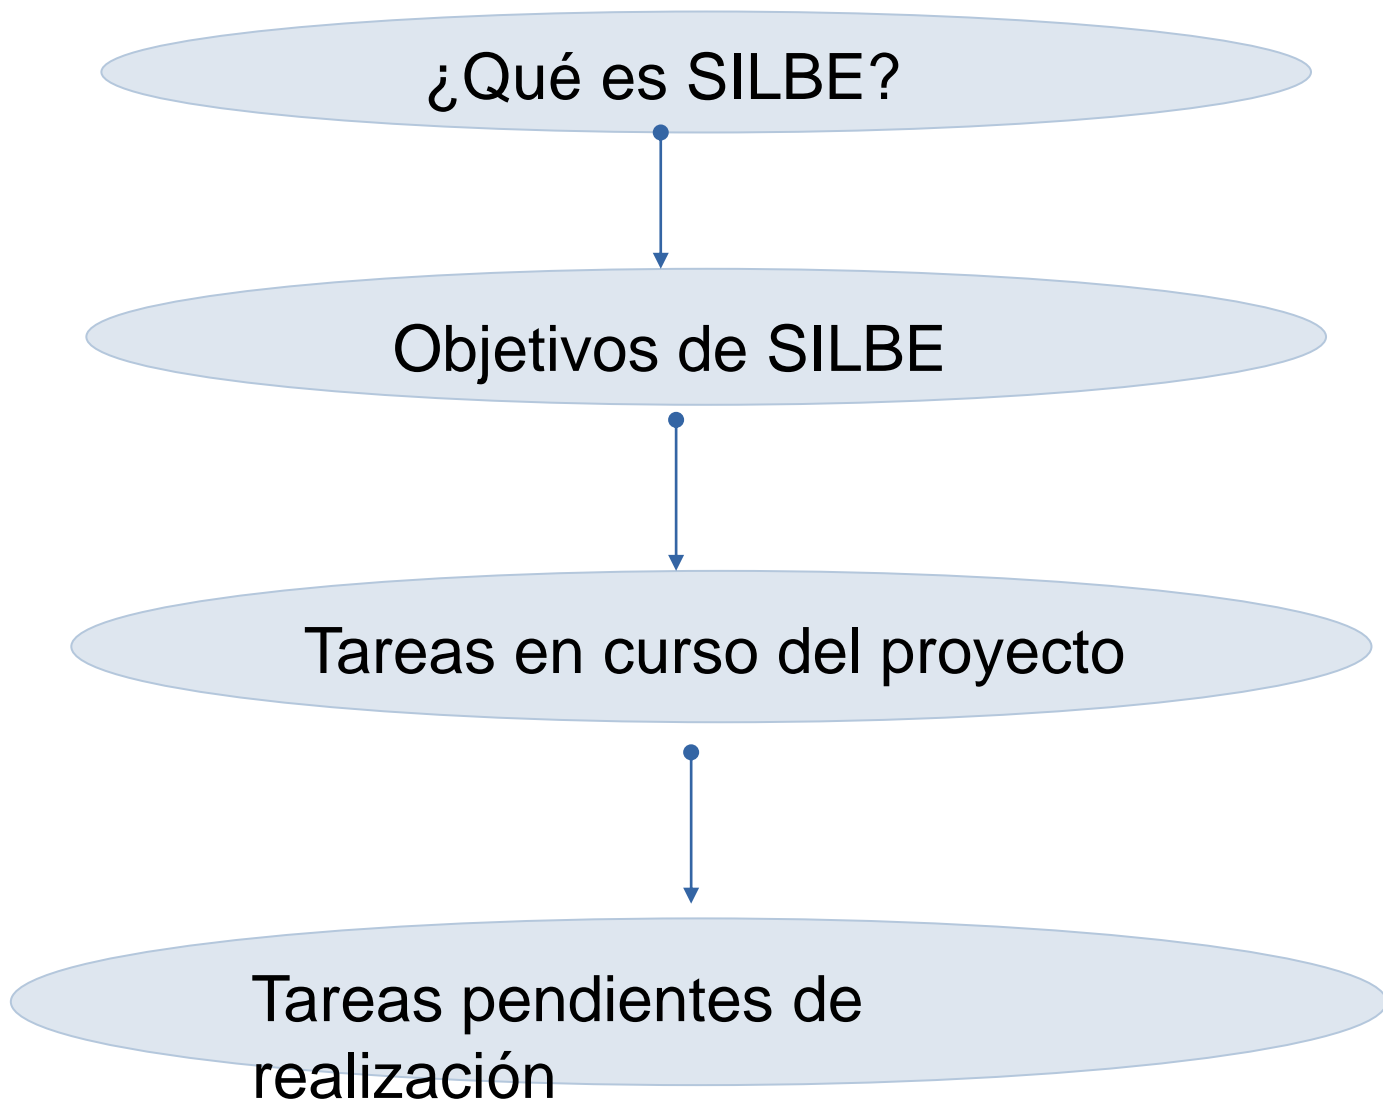 ¿Qué es SILBE?
Objetivos de SILBE
Tareas en curso del proyecto
Tareas pendientes de
realización